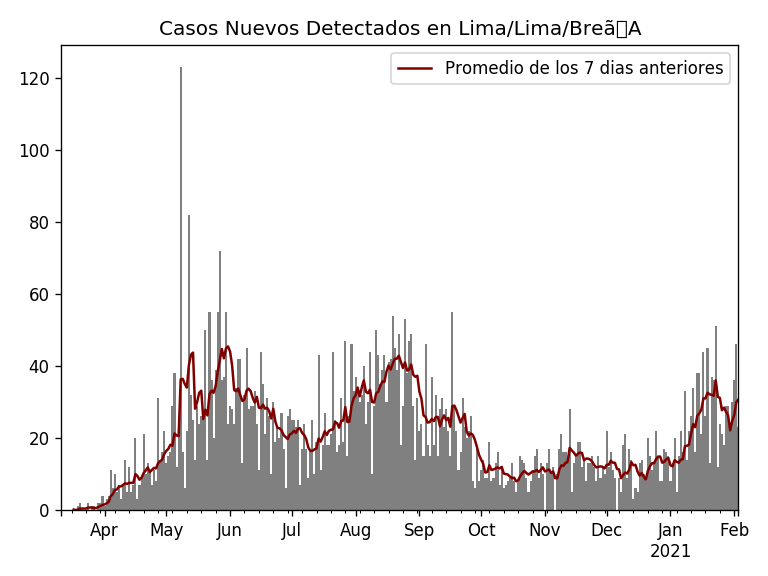 Casos Nuevos Detectados en Lima/Lima/Breã▯A
Promedio de los 7 dias anteriores
120
100
80
60
40
20
0
Apr May Jun Jul Aug Sep Oct Nov Dec Jan Feb
2021